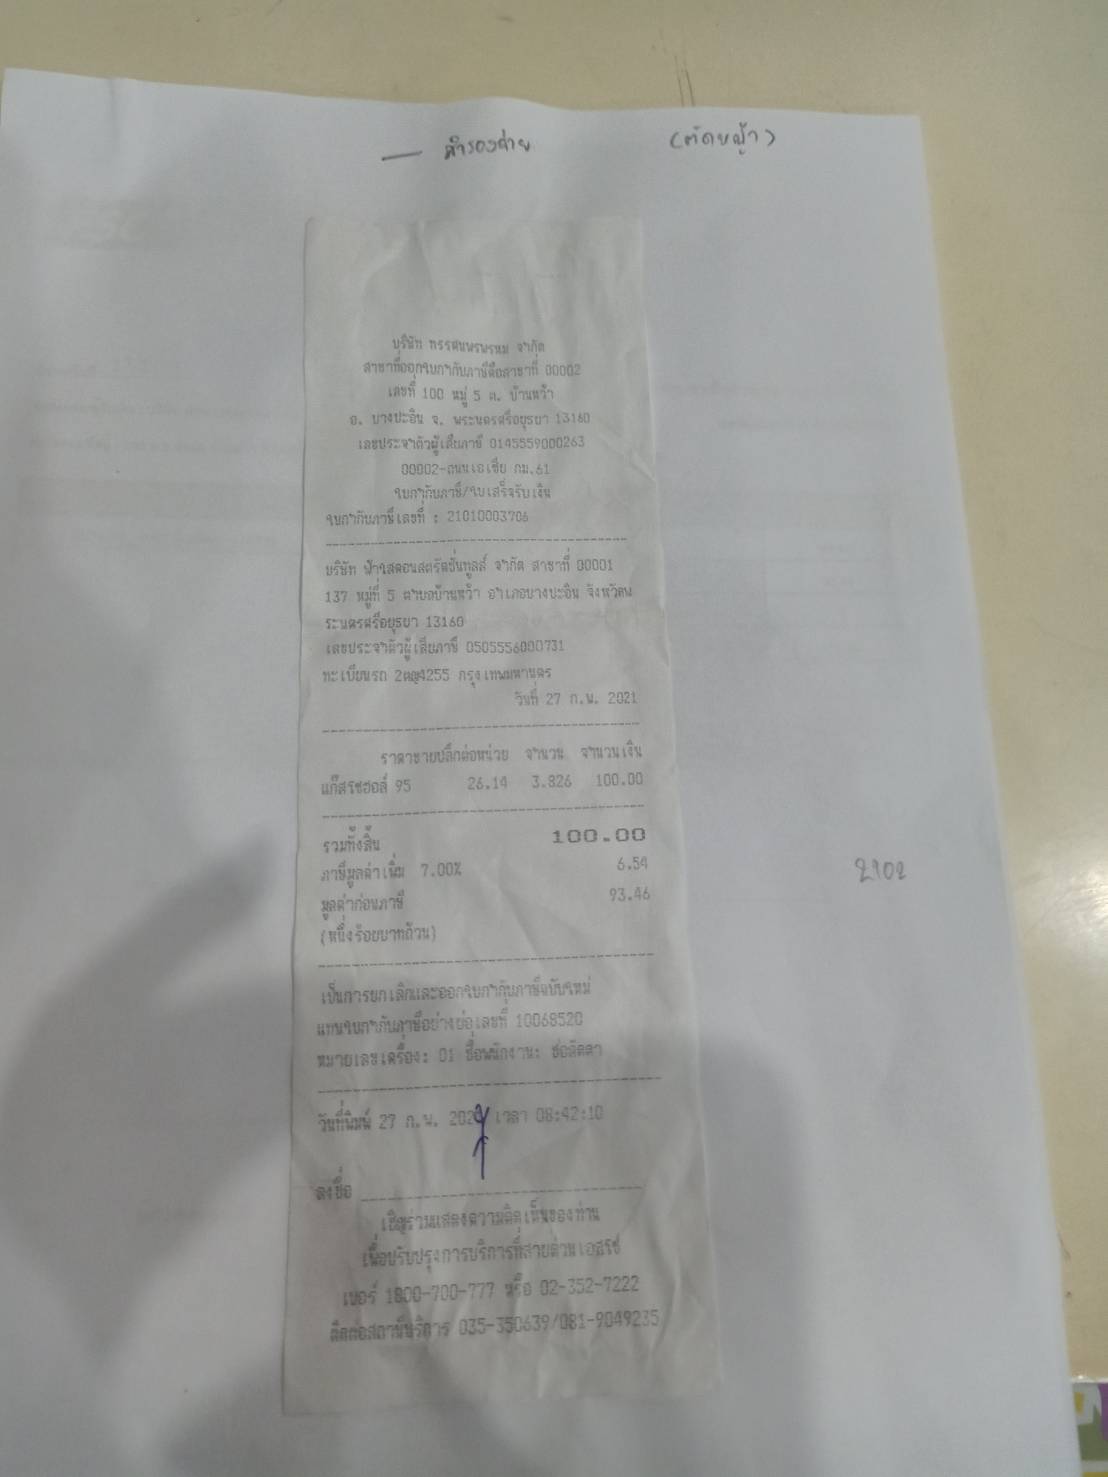 — สำรองจ่าย (ตัดหญ้า)
บริษัท ทรรศนพรพรหม จำกัด
สาขาที่ออกใบกำกับภาษีคือสาขาที่ 00002
เลขที่ 100 หมู่ 5 ต. บ้านหว้า
อ. บางปะอิน จ. พระนครศรีอยุธยา 13160
เลขประจำตัวผู้เสียภาษี 0145559000263
00002-ถนนเอเชีย กม.61
ใบกำกับภาษี/ใบเสร็จรับเงิน
ใบกำกับภาษีเลขที่ : 21010003706
บริษัท ฟ้าใสคอนสตรัคชั่นทูลส์ จำกัด สาขาที่ 00001
137 หมู่ที่ 5 ตำบลบ้านหว้า อำเภอบางปะอิน จังหวัดพ
ระนครศรีอยุธยา 13160
เลขประจำตัวผู้เสียภาษี 0505556000731
ทะเบียนรถ 2ฒญ4255 กรุงเทพมหานคร
วันที่ 27 ก.พ. 2021
ราคาขายปลีกต่อหน่วย จำนวน จำนวนเงิน
แก๊สโซฮอล์ 95 26.14 3.826 100.00
รวมทั้งสิ้น 100.00
ภาษีมูลค่าเพิ่ม 7.00% 6.54
มูลค่าก่อนภาษี 93.46
(หนึ่งร้อยบาทถ้วน)
2102
เป็นการยกเลิกและออกใบกำกับภาษีฉบับใหม่
แทนใบกำกับภาษีอย่างย่อเลขที่ 10068520
หมายเลขเครื่อง: 01 ชื่อพนักงาน: ช่อลัดดา
วันที่พิมพ์ 27 ก.พ. 2021 เวลา 08:42:10
ลงชื่อ
เชิญร่วมแสดงความคิดเห็นของท่าน
เพื่อปรับปรุงการบริการที่สายด่วนเอสโซ่
เบอร์ 1800-700-777 หรือ 02-352-7222
ติดต่อสถานีบริการ 035-350639/081-9049235